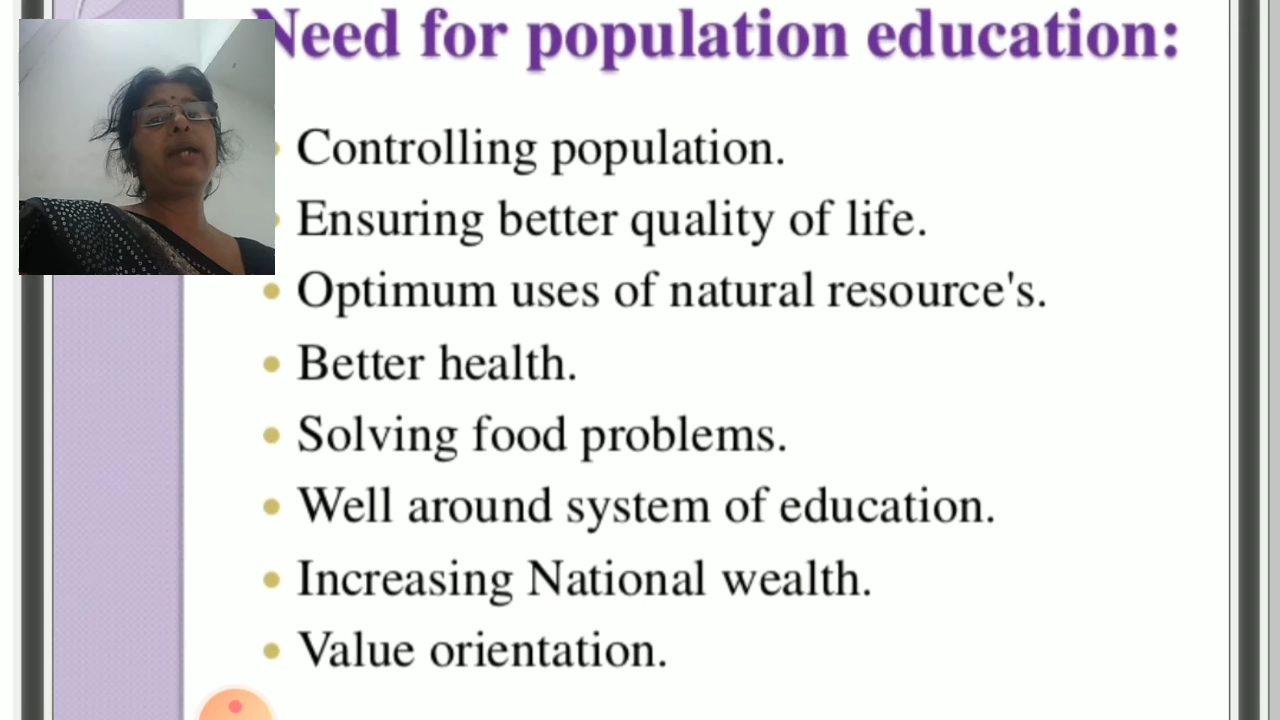 Need for population education:
Controlling population.
Ensuring better quality of life.
Optimum uses of natural resource's.
Better health.
Solving food problems.
Well around system of education.
Increasing National wealth.
Value orientation.